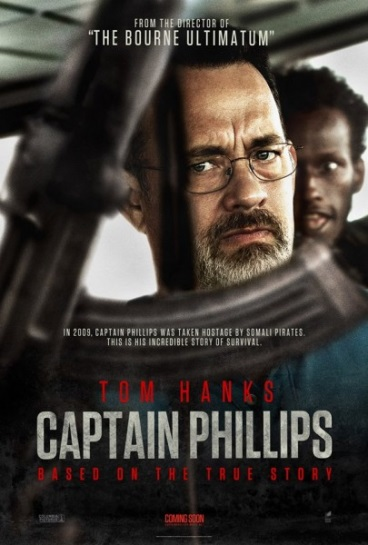 FROM THE DIRECTOR OF
"THE BOURNE ULTIMATUM"
IN 2009, CAPTAIN PHILLIPS WAS TAKEN HOSTAGE BY SOMALI PIRATES.
THIS IS HIS INCREDIBLE STORY OF SURVIVAL.
TOM HANKS
CAPTAIN PHILLIPS
BASED ON THE TRUE STORY
COMING SOON